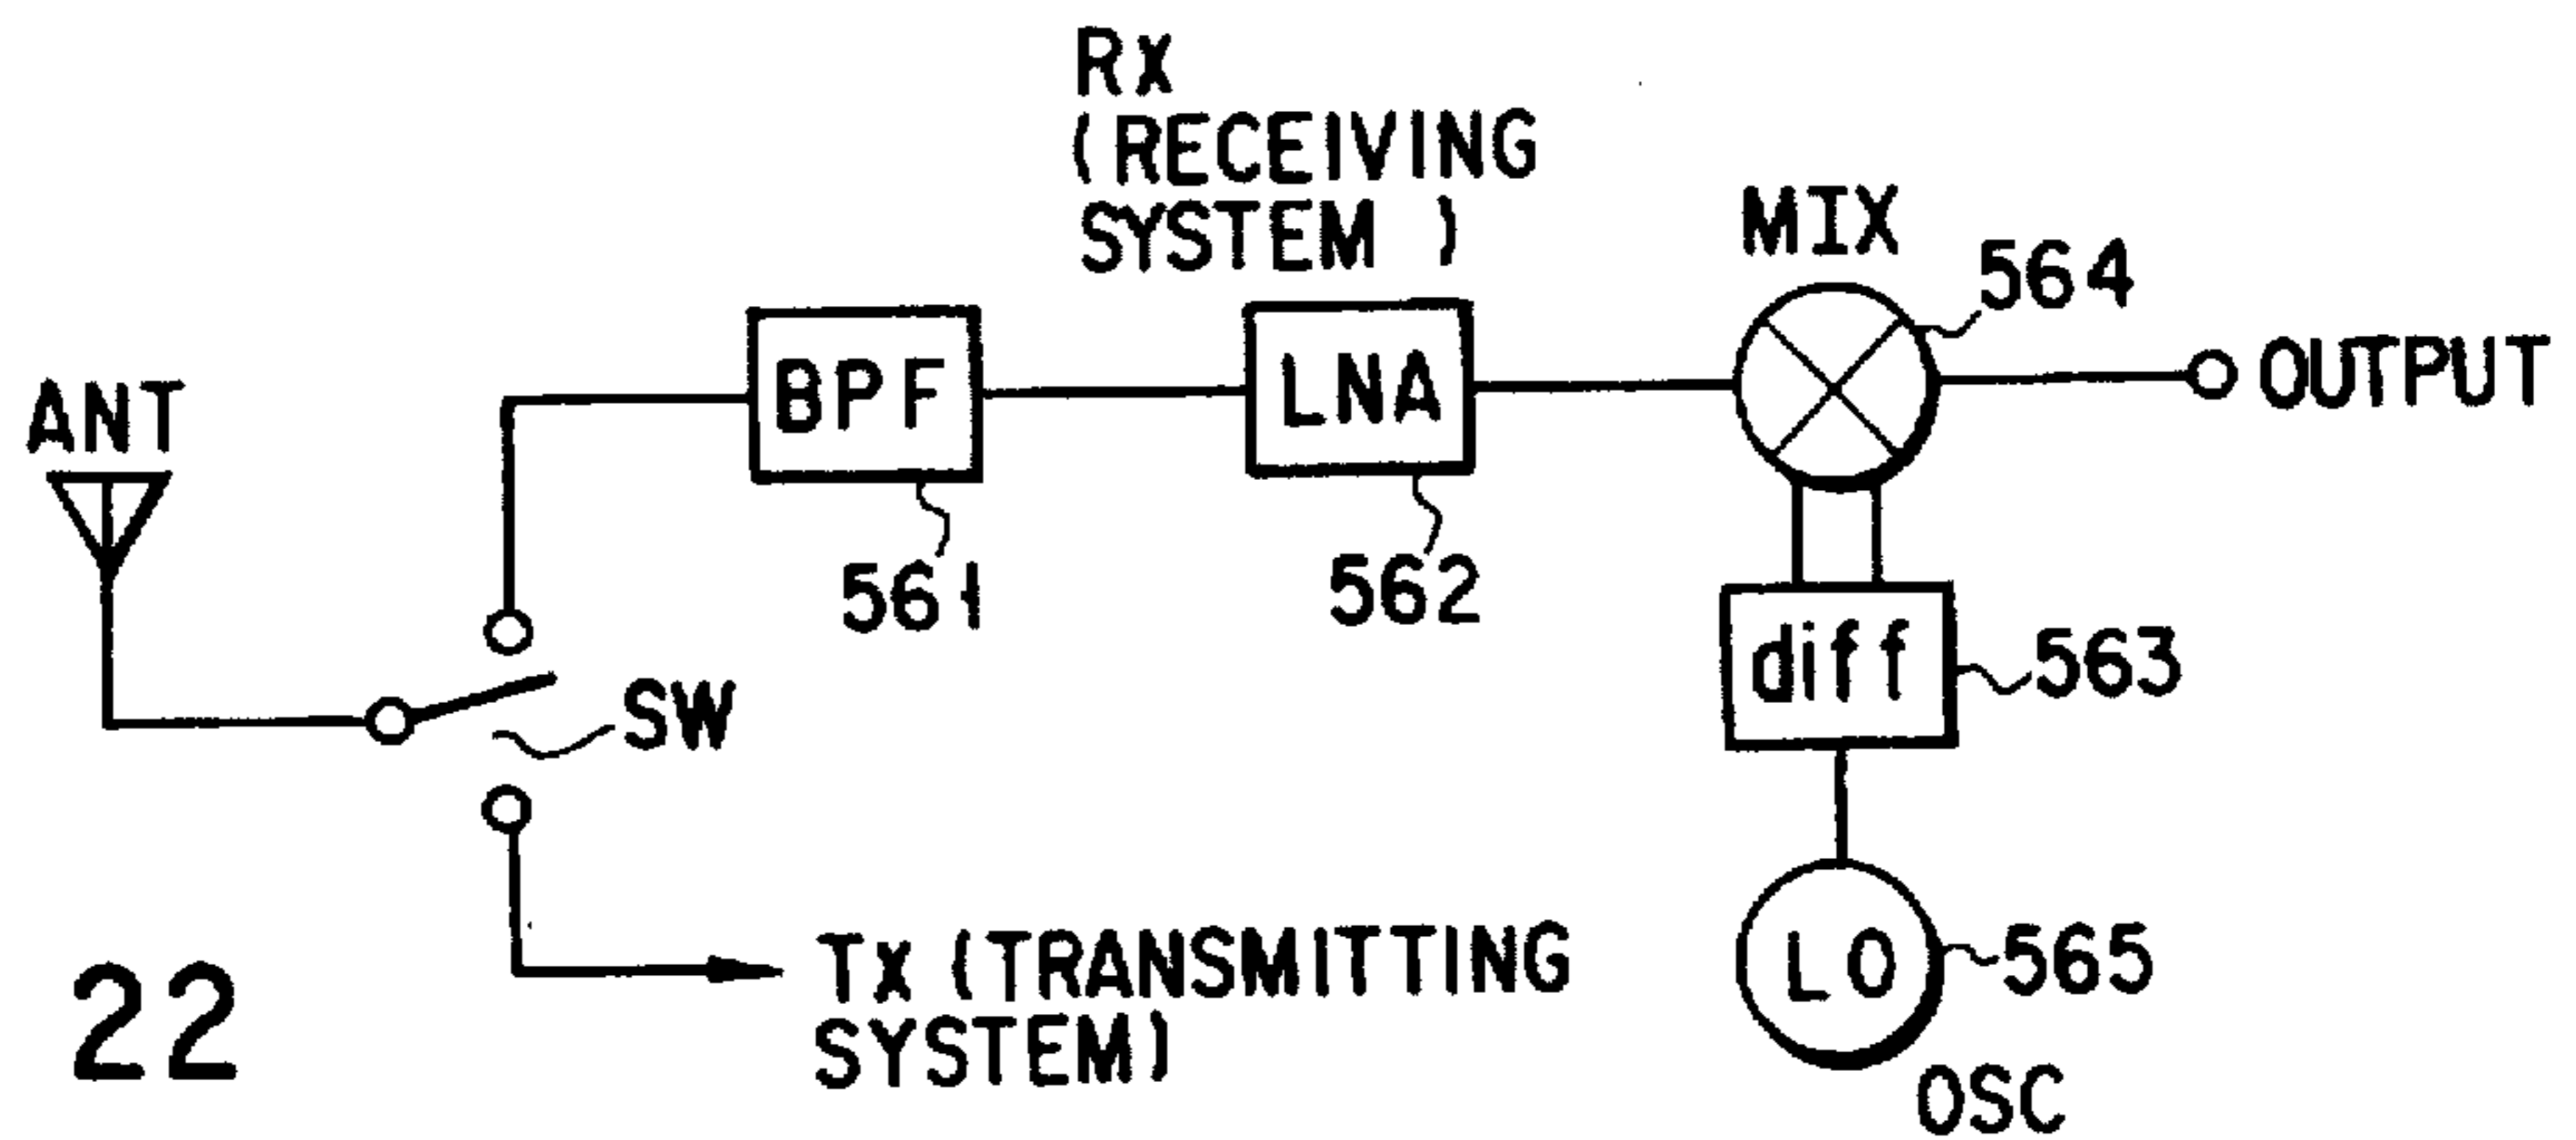 RX
(RECEIVING
SYSTEM )
MIX
564
ANT
BPF
LNA
OUTPUT
561
562
diff
563
SW
TX (TRANSMITTING
SYSTEM)
LO
565
OSC
22